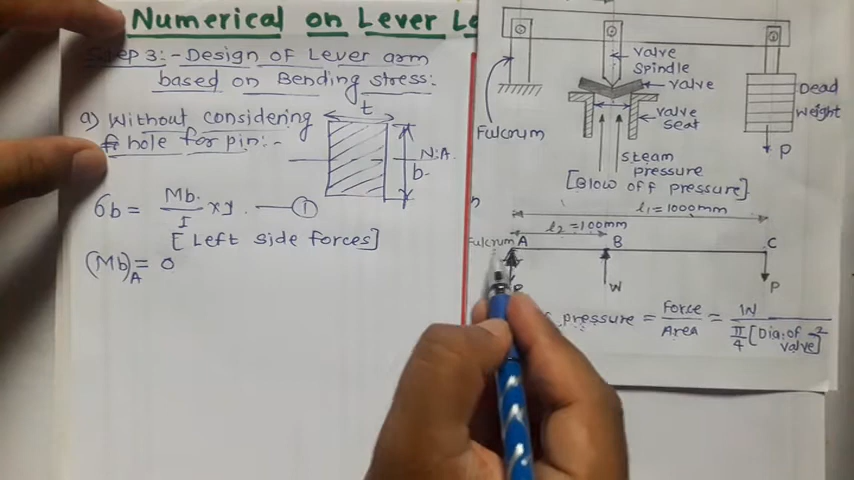 Numerical on Lever
Step 3:- Design of Lever arm
based on Bending stress:
a) Without considering
hole for pin:-
t
N.A.
b
σb = Mb/I × y. —①
[Left side forces]
(Mb)A = 0
valve
spindle
valve
valve
seat
Fulcrum
steam
pressure
[Blow off pressure]
Dead
weight
P
l1 = 1000mm
l2 = 100mm
Fulcrum A B C
W
P
pressure = Force/Area = 1N/π/4 [Dia. of valve]²